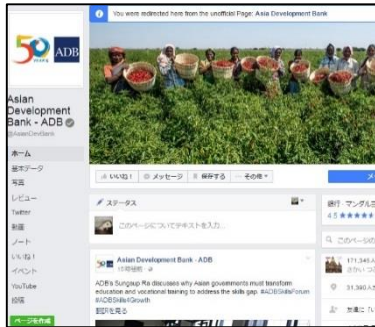 You were redirected here from the unofficial Page: Asia Development Bank
50
YEARS
ADB
Asian
Development
Bank - ADB
@AsianDevBank
ホーム
基本データ
写真
レビュー
Twitter
動画
ノート
いいね！
イベント
YouTube
投稿
ページを作成
いいね！ メッセージ 保存する その他
ステータス
このページについてテキストを入力...
Asian Development Bank - ADB
ADB's Sungsup Ra discusses why Asian governments must transform
education and vocational training to address the skills gap. #ADBSkillsForum
#ADBSkills4Growth
翻訳を見る
銀行
4.5 ★★★★
このページの